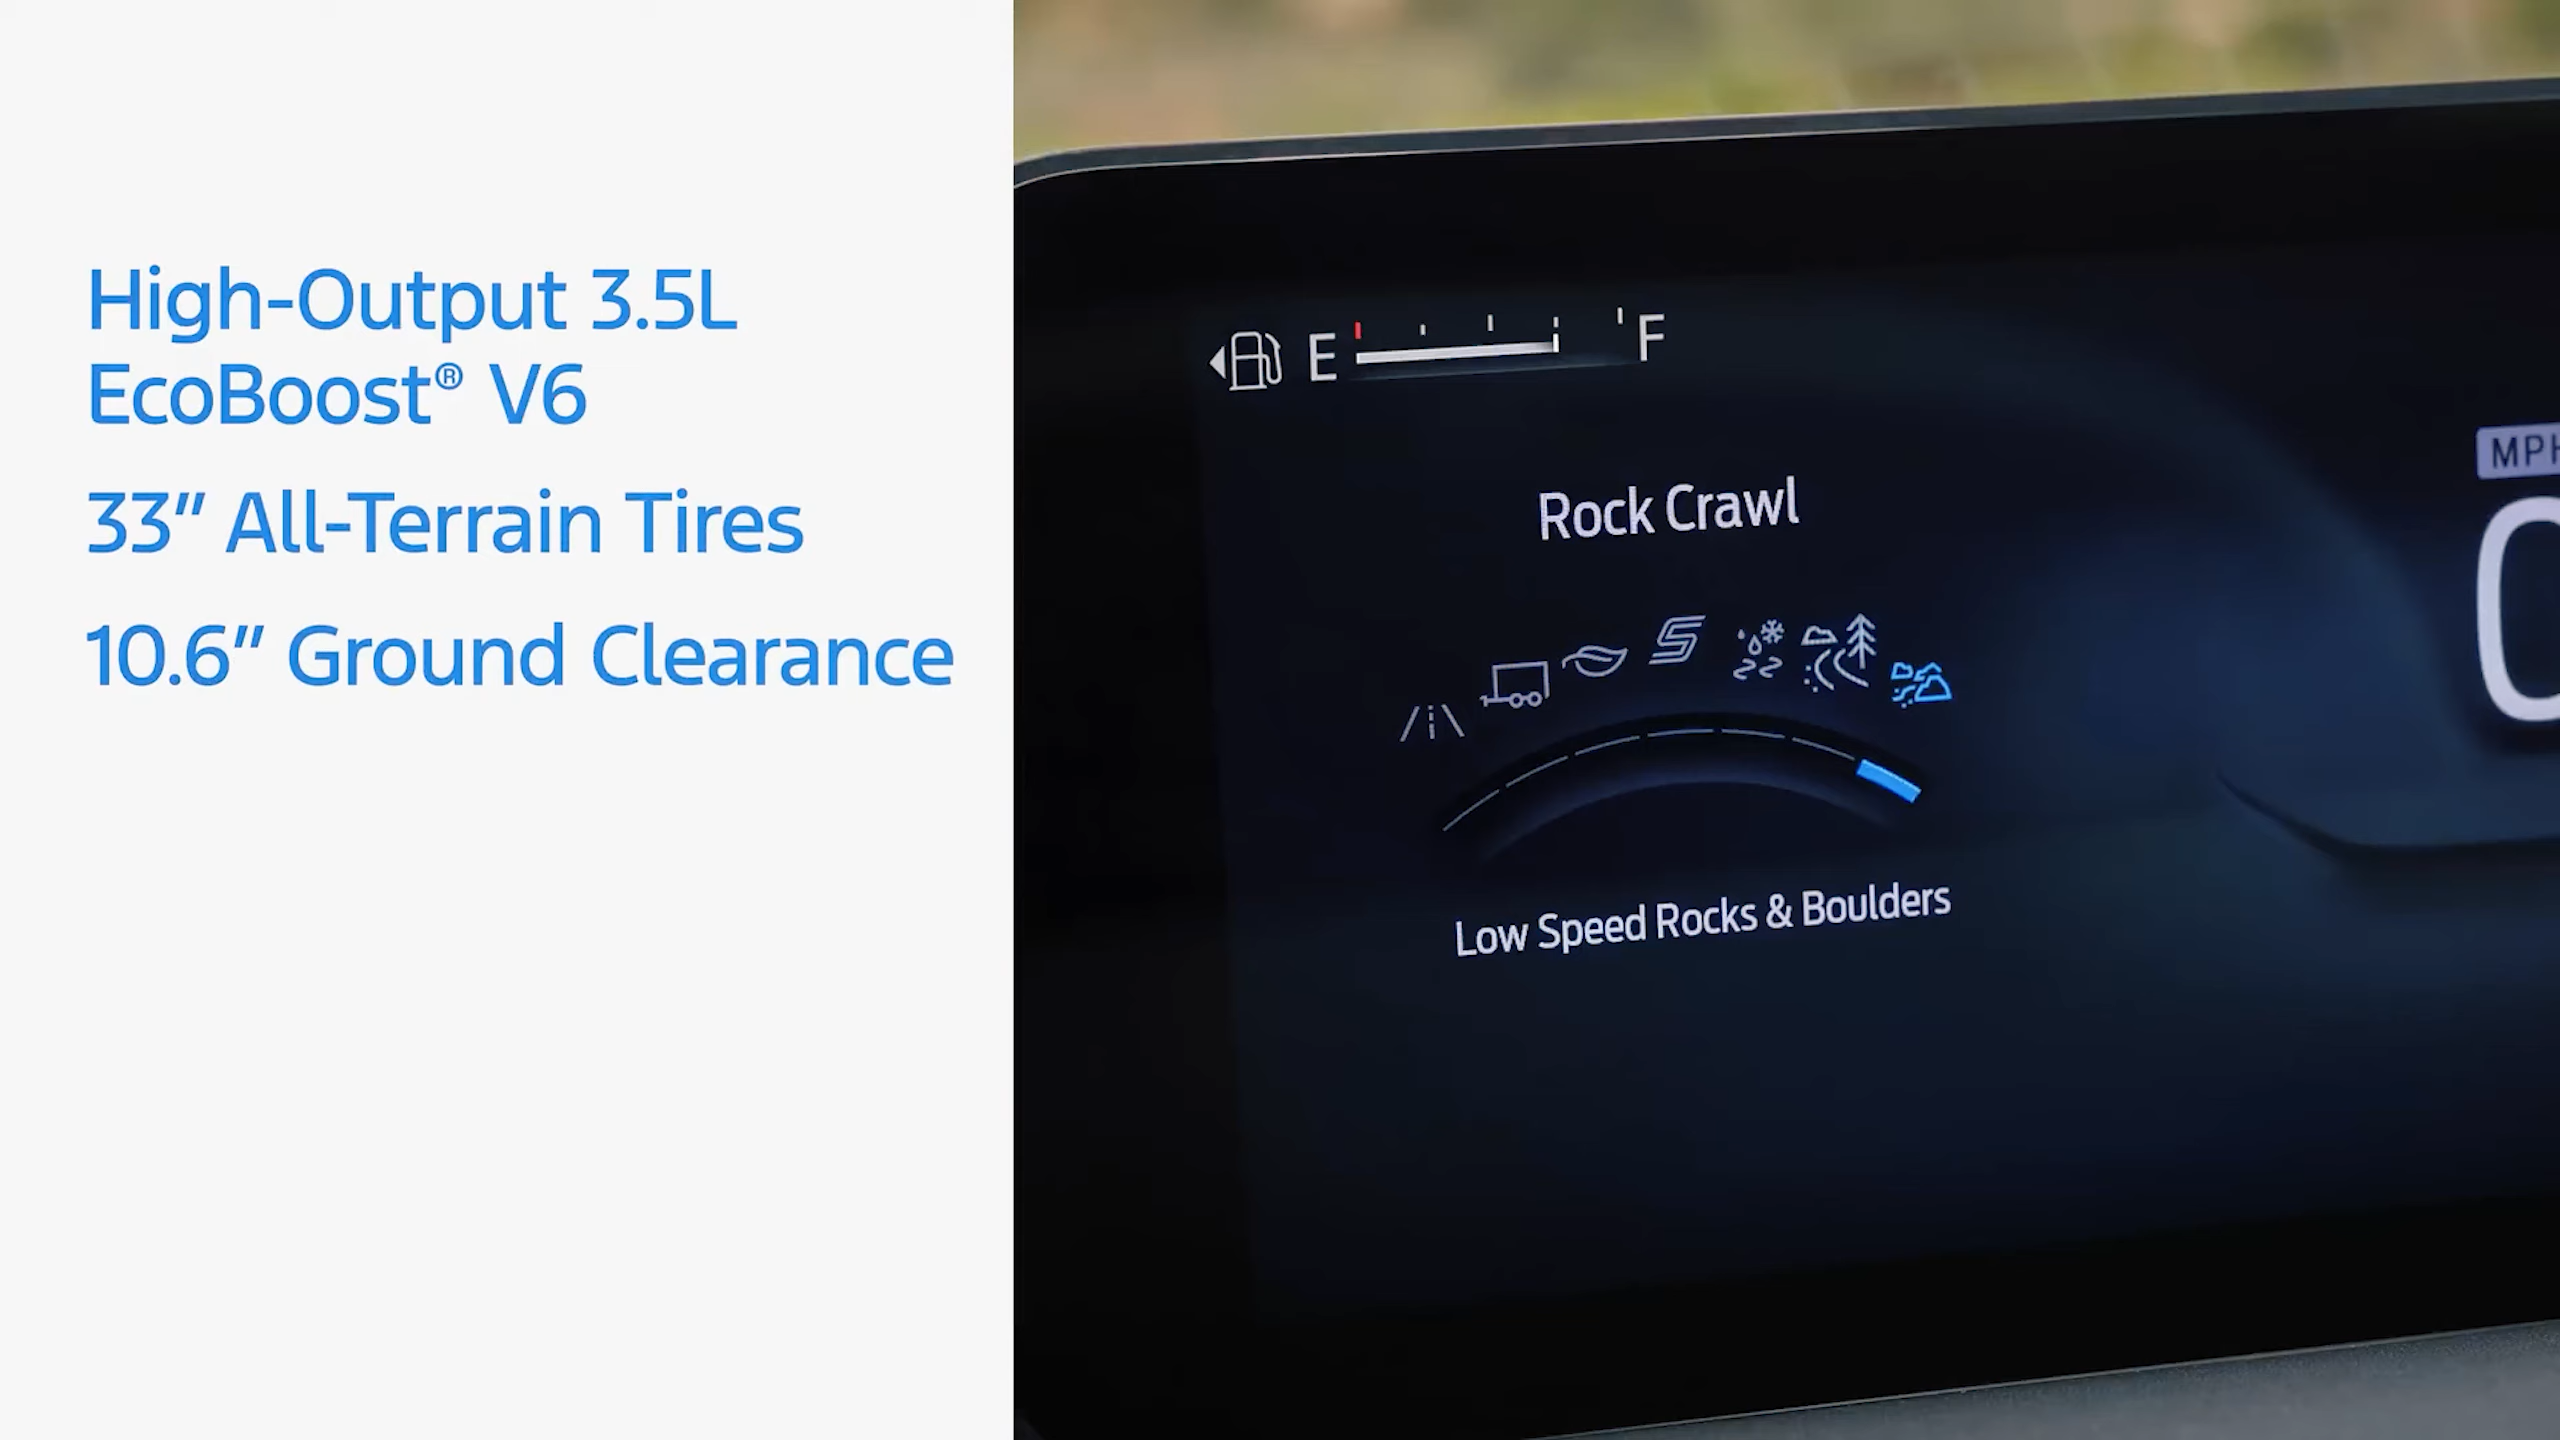 High-Output 3.5L
EcoBoost® V6
33″ All-Terrain Tires
10.6″ Ground Clearance
E F
Rock Crawl
Low Speed Rocks & Boulders
MPH
0